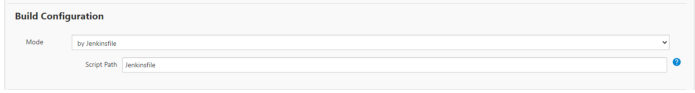 Build Configuration
Mode
by Jenkinsfile
Script Path
Jenkinsfile
?